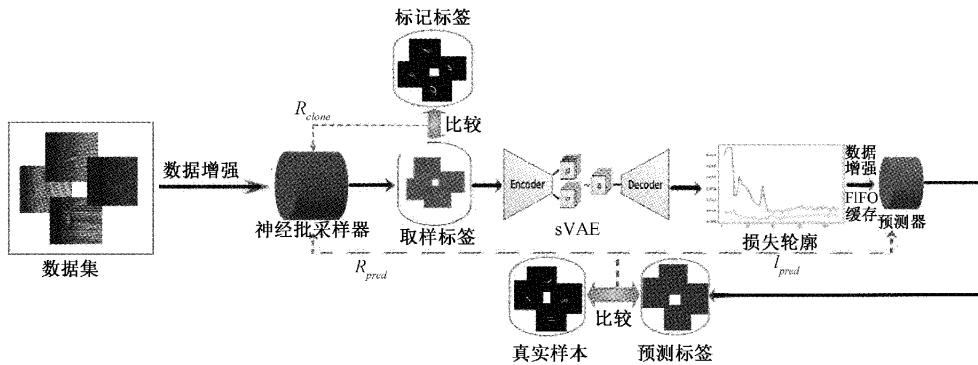 标记标签
R_clone
比较
数据增强
数据集
神经批采样器
取样标签
Encoder
Decoder
sVAE
损失轮廓
数据
增强
FIFO
缓存
预测器
R_pred
l_pred
比较
真实样本
预测标签